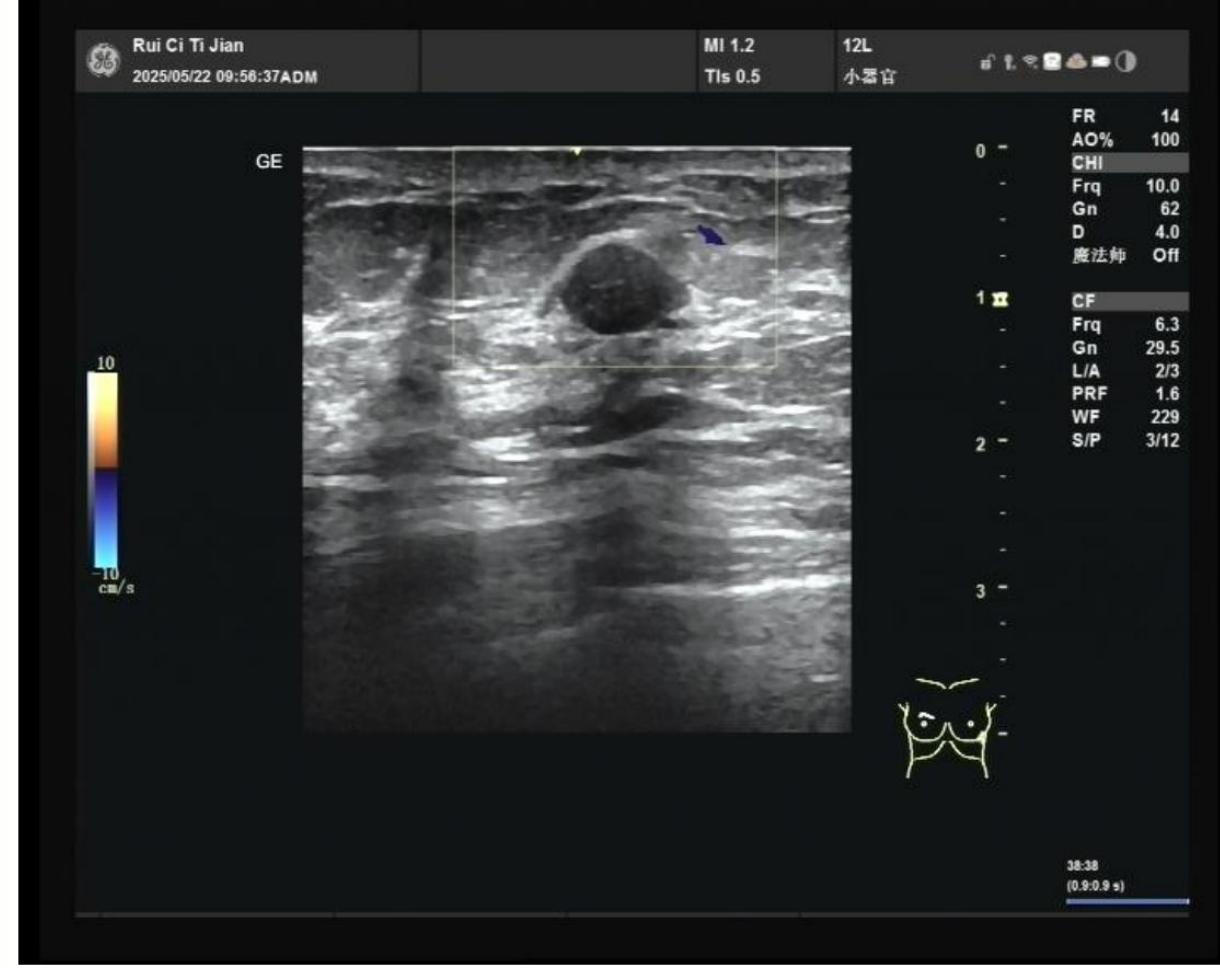 Rui Ci Ti Jian
2025/05/22 09:56:37ADM
MI 1.2
TIs 0.5
12L
小器官
GE
FR 14
AO% 100
CHI
Frq 10.0
Gn 62
D 4.0
魔法师 Off
CF
Frq 6.3
Gn 29.5
L/A 2/3
PRF 1.6
WF 229
S/P 3/12
0
1
2
3
10
-10
cm/s
38:38
(0.9:0.9 s)